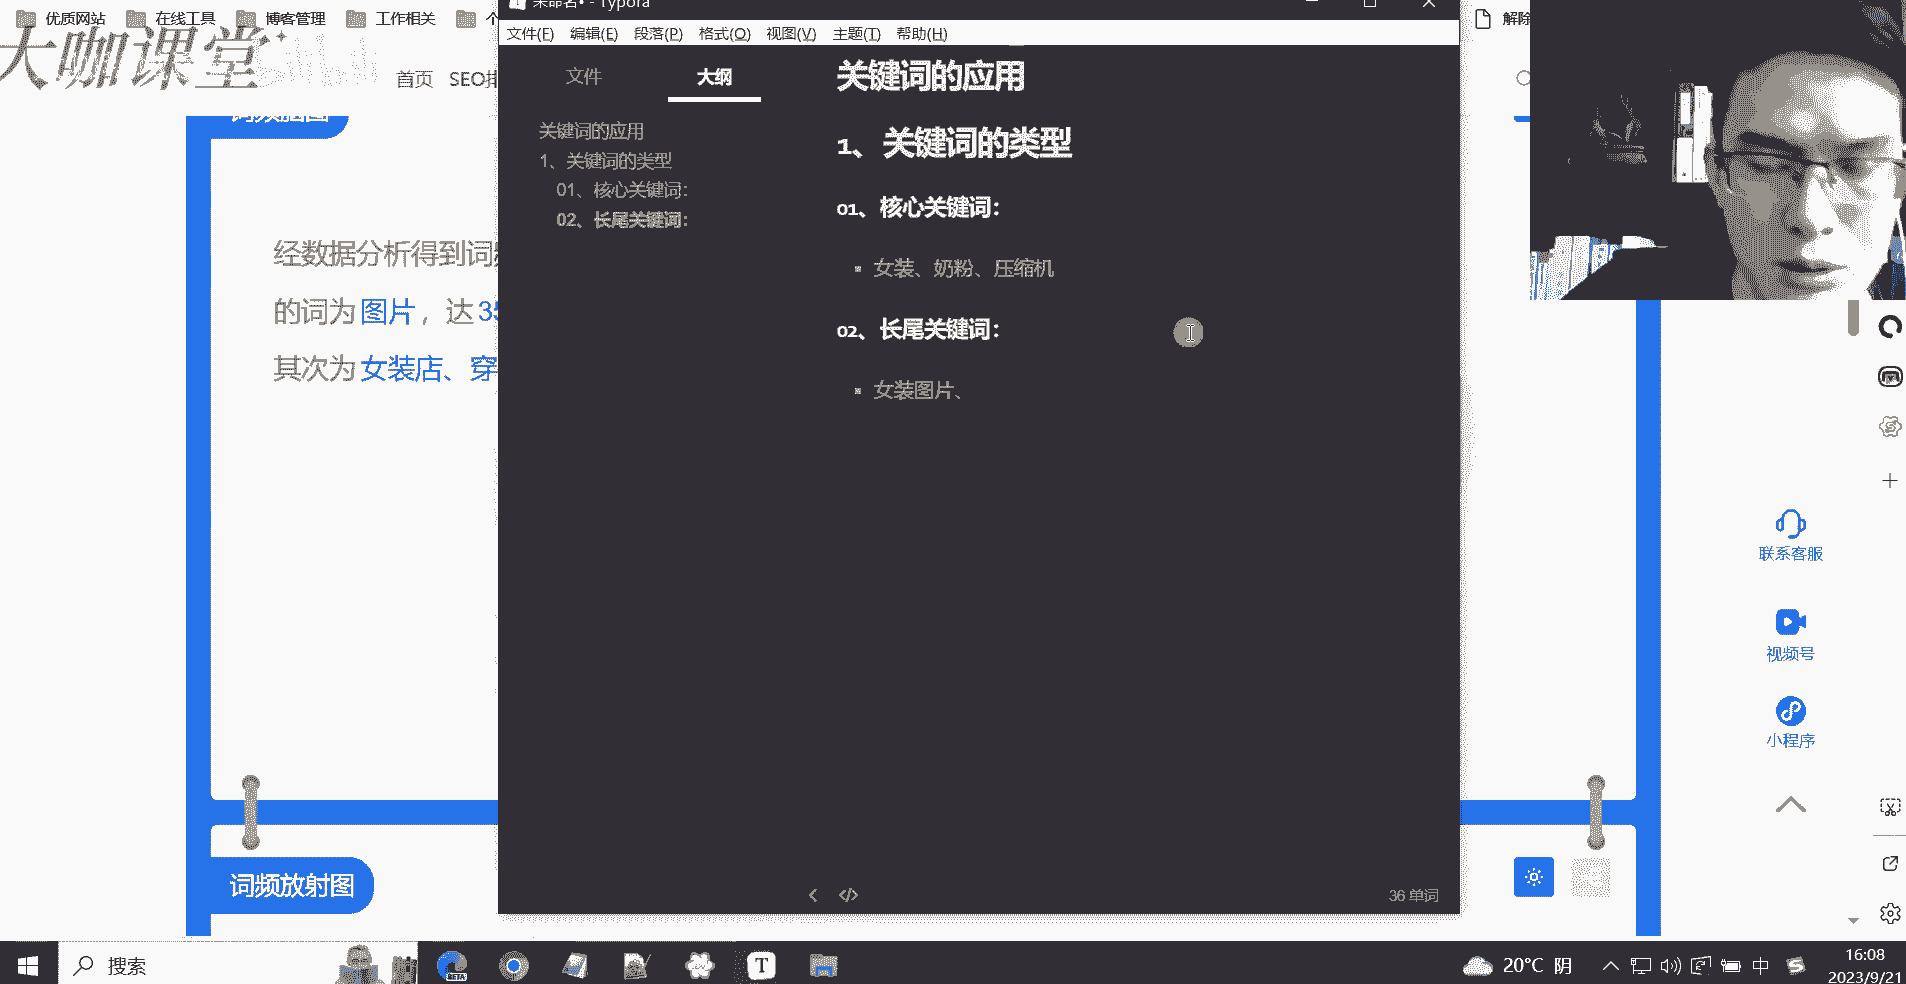 优质网站
在线工具
博客管理
工作相关
未命名• - Typora
解除
大咖课堂
首页
文件(F) 编辑(E) 段落(P) 格式(O) 视图(V) 主题(T) 帮助(H)
文件
大纲
关键词的应用
1、关键词的类型
01、核心关键词:
02、长尾关键词:
关键词的应用
1、关键词的类型
01、核心关键词：
女装、奶粉、压缩机
02、长尾关键词：
女装图片、
36 单词
词频脑图
经数据分析得到词
的词为 图片 ，达 35
其次为 女装店、穿
词频放射图
联系客服
视频号
小程序
搜索
20°C 阴
中
16:08
2023/9/21